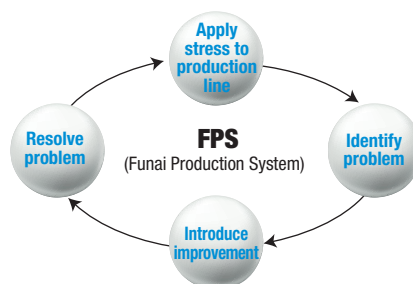 Apply
stress to
production
line
Resolve
problem
FPS
(Funai Production System)
Identify
problem
Introduce
improvement